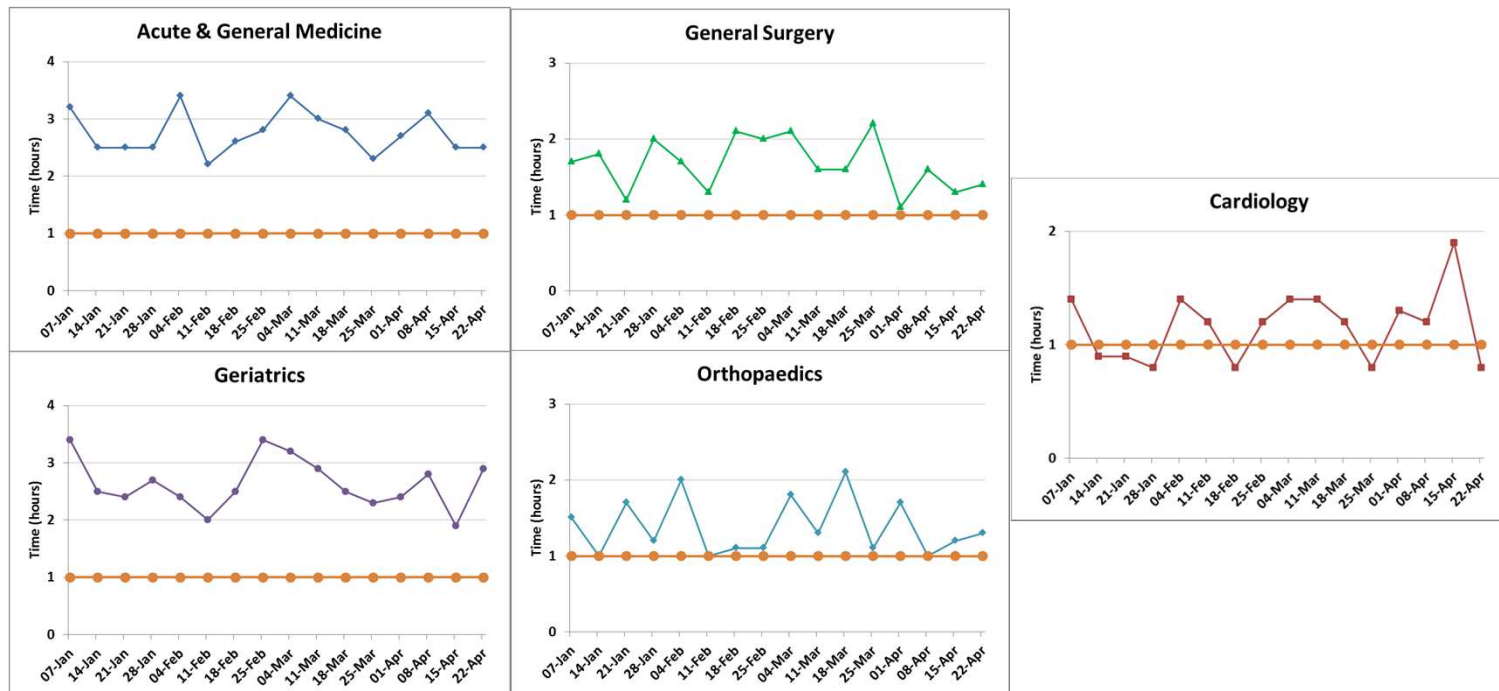 Acute & General Medicine
Time (hours)
4
3
2
1
0
07-Jan
14-Jan
21-Jan
28-Jan
04-Feb
11-Feb
18-Feb
25-Feb
04-Mar
11-Mar
18-Mar
25-Mar
01-Apr
08-Apr
15-Apr
22-Apr
General Surgery
Time (hours)
3
2
1
0
07-Jan
14-Jan
21-Jan
28-Jan
04-Feb
11-Feb
18-Feb
25-Feb
04-Mar
11-Mar
18-Mar
25-Mar
01-Apr
08-Apr
15-Apr
22-Apr
Cardiology
Time (hours)
2
1
0
07-Jan
14-Jan
21-Jan
28-Jan
04-Feb
11-Feb
18-Feb
25-Feb
04-Mar
11-Mar
18-Mar
25-Mar
01-Apr
08-Apr
15-Apr
22-Apr
Geriatrics
Time (hours)
4
3
2
1
0
07-Jan
14-Jan
21-Jan
28-Jan
04-Feb
11-Feb
18-Feb
25-Feb
04-Mar
11-Mar
18-Mar
25-Mar
01-Apr
08-Apr
15-Apr
22-Apr
Orthopaedics
Time (hours)
3
2
1
0
07-Jan
14-Jan
21-Jan
28-Jan
04-Feb
11-Feb
18-Feb
25-Feb
04-Mar
11-Mar
18-Mar
25-Mar
01-Apr
08-Apr
15-Apr
22-Apr